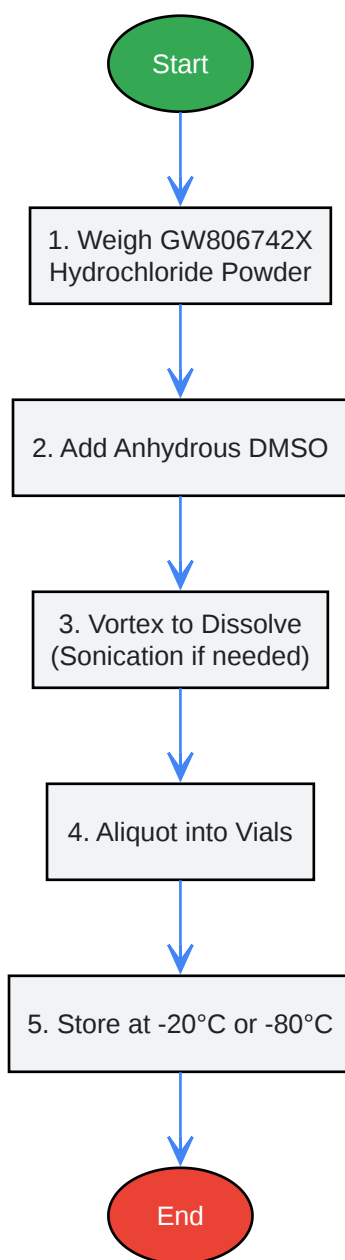 Start
1. Weigh GW806742X
Hydrochloride Powder
2. Add Anhydrous DMSO
3. Vortex to Dissolve
(Sonication if needed)
4. Aliquot into Vials
5. Store at -20°C or -80°C
End